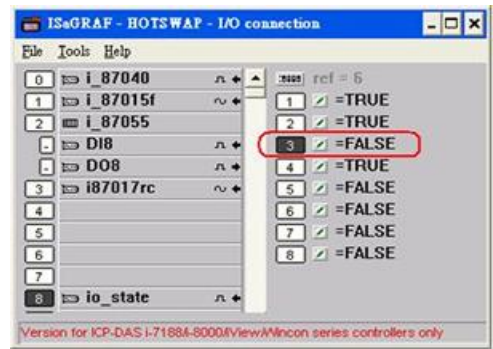 ISaGRAF - HOTSWAP - I/O connection
File Tools Help
0 i_87040
1 i_87015f
2 i_87055
- DI8
- DO8
3 i87017rc
4
5
6
7
8 io_state
ref = 6
1 =TRUE
2 =TRUE
3 =FALSE
4 =TRUE
5 =FALSE
6 =FALSE
7 =FALSE
8 =FALSE
Version for ICP-DAS i-7188/i-8000/iView/Wincon series controllers only